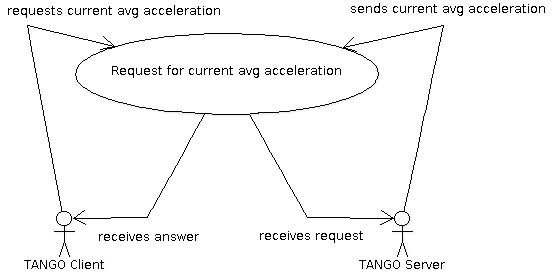 requests current avg acceleration
sends current avg acceleration
Request for current avg acceleration
receives answer
receives request
TANGO Client
TANGO Server